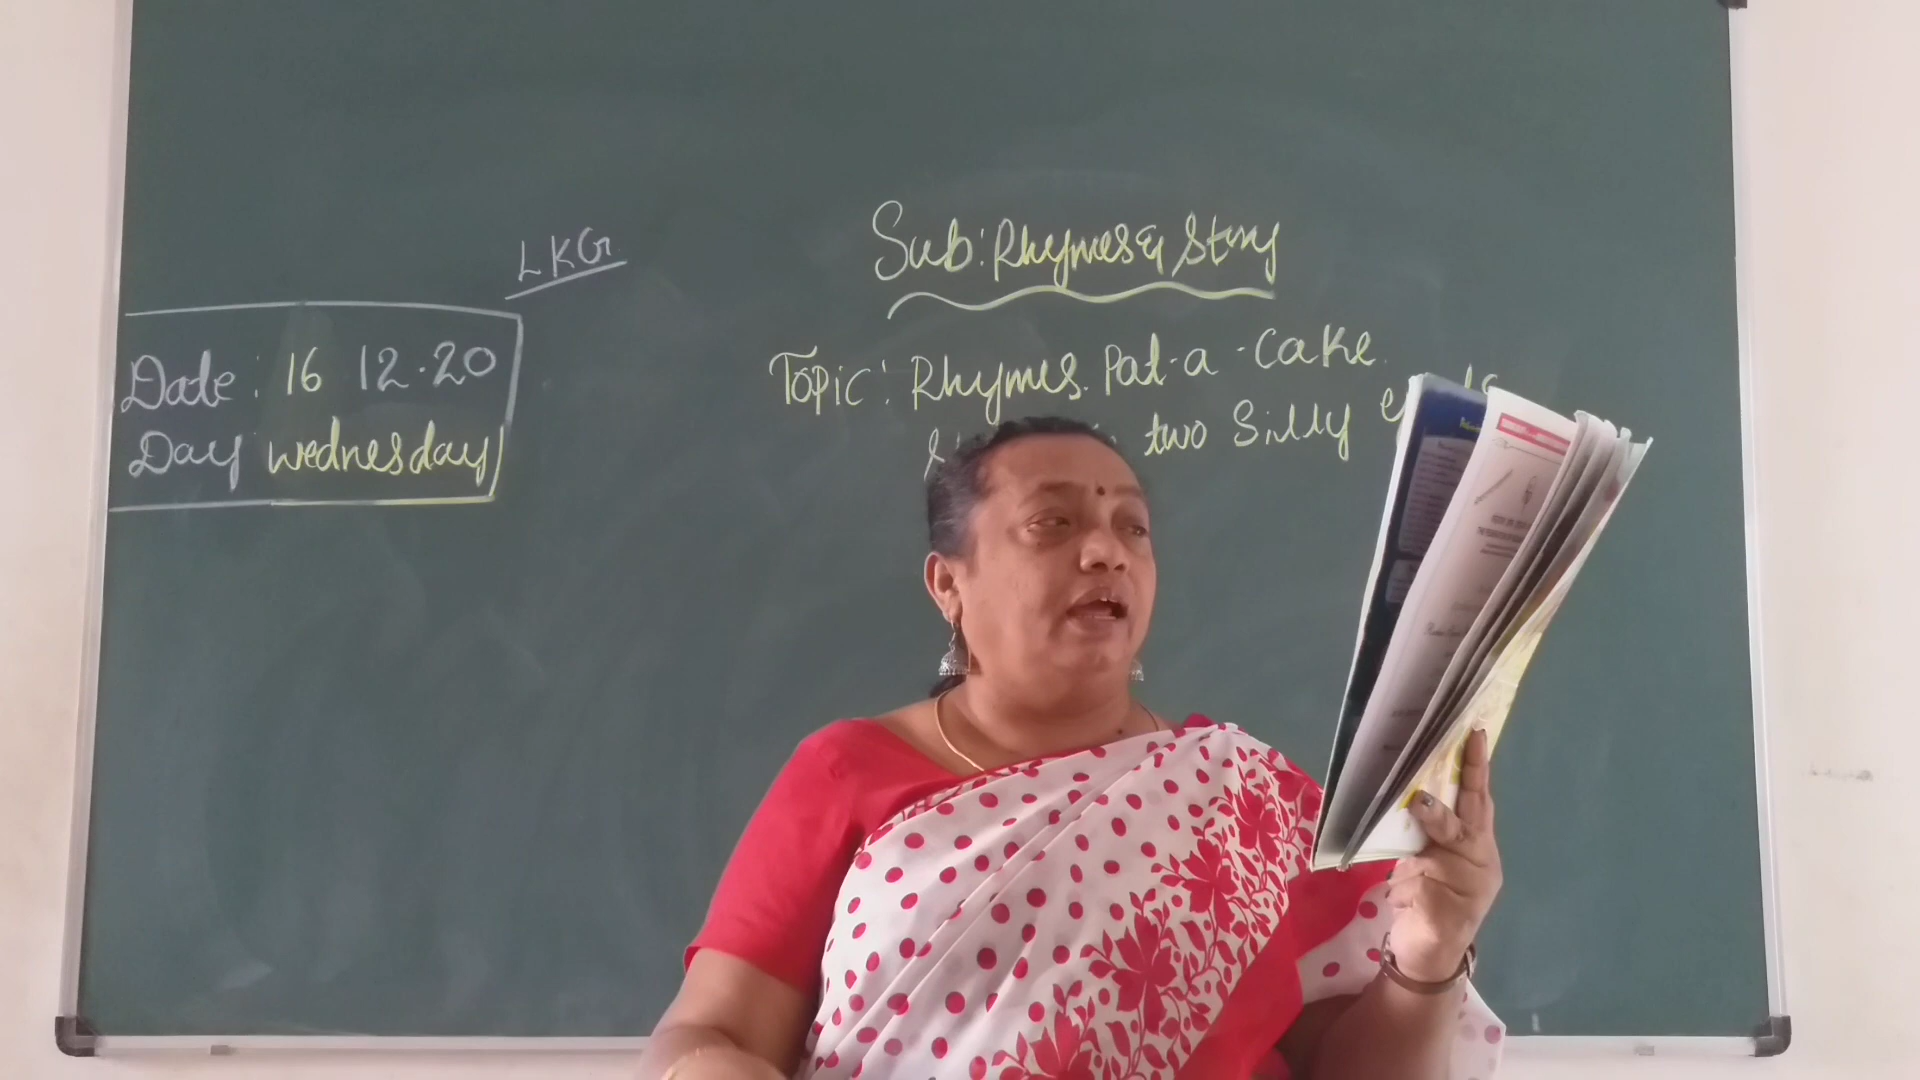 LKG.
Sub: Rhymes & Story
Date: 16 12.20
Day wednesday
Topic: Rhymes. Pat-a-Cake.
two Silly